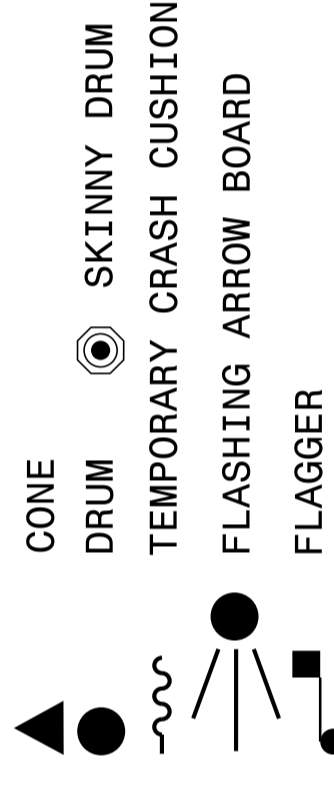 CONE
DRUM SKINNY DRUM
TEMPORARY CRASH CUSHION
FLASHING ARROW BOARD
FLAGGER